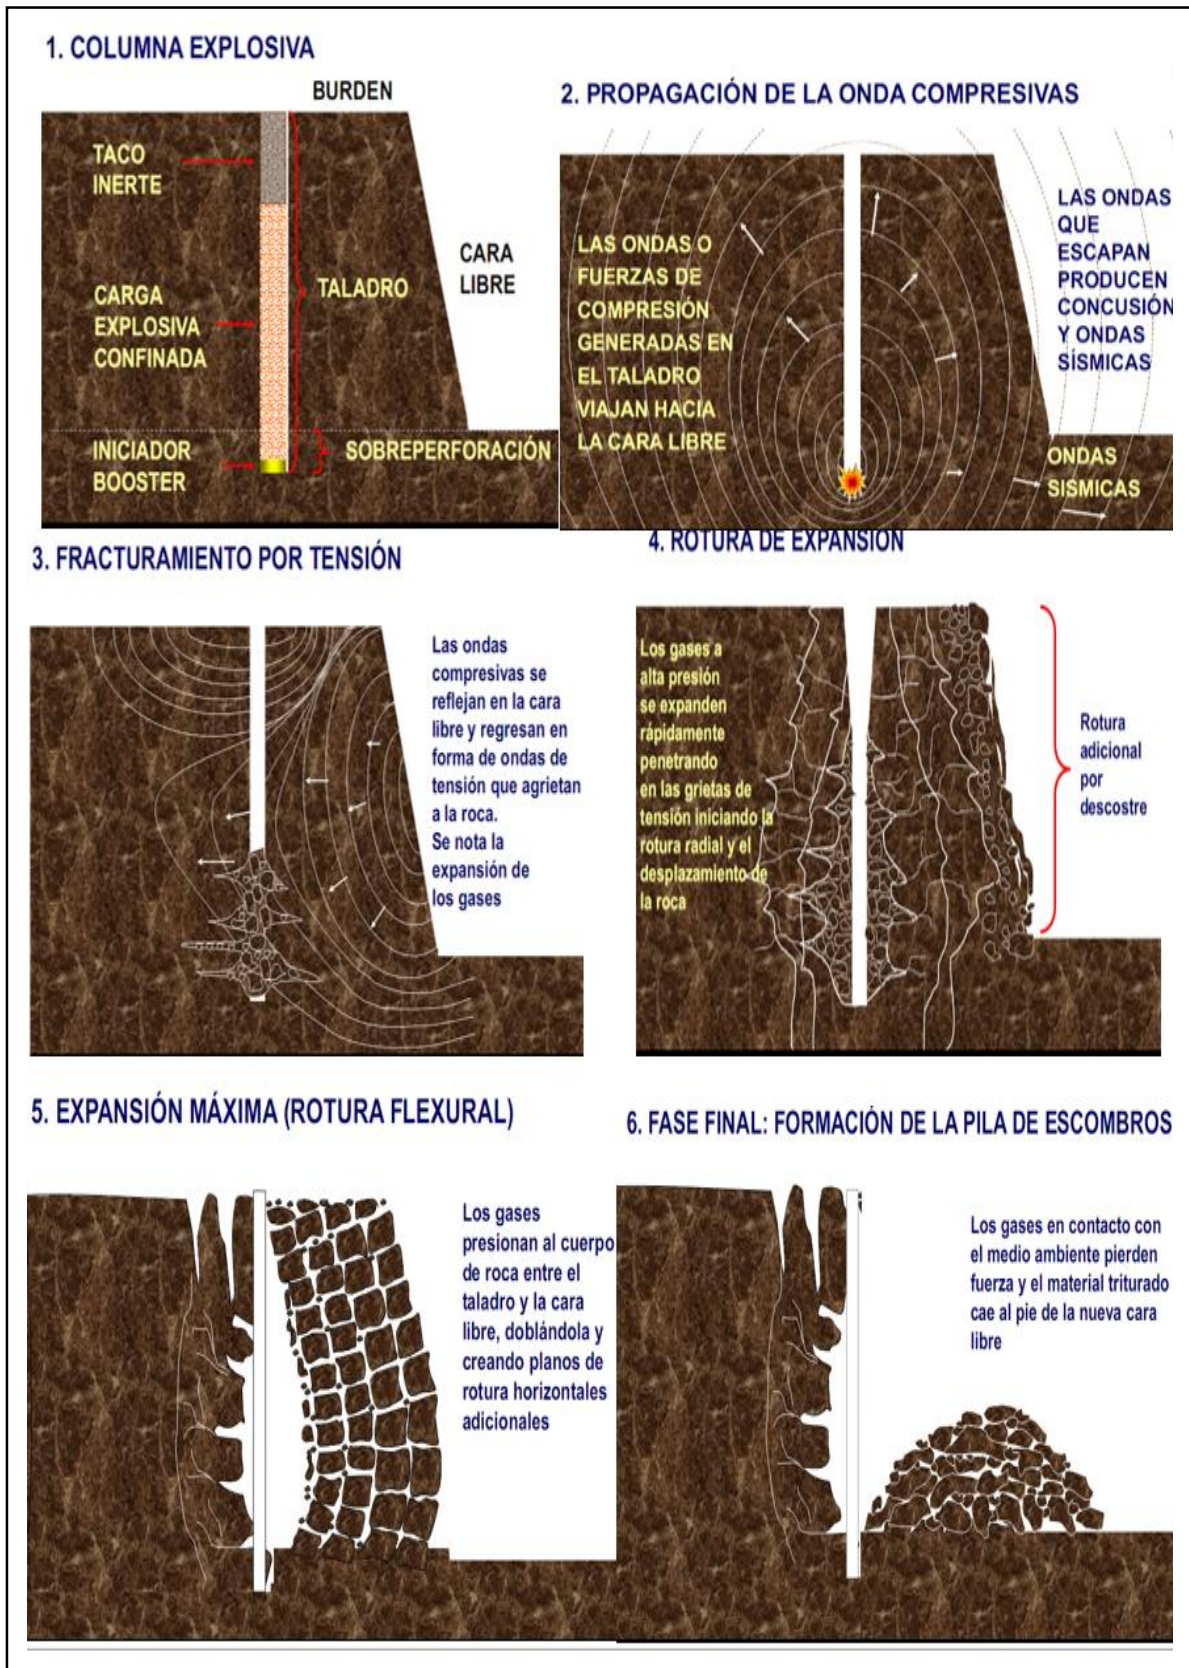 1. COLUMNA EXPLOSIVA
BURDEN
TACO
INERTE
CARGA
EXPLOSIVA
CONFINADA
TALADRO
CARA
LIBRE
INICIADOR
BOOSTER
SOBREPERFORACIÓN
2. PROPAGACIÓN DE LA ONDA COMPRESIVAS
LAS ONDAS O
FUERZAS DE
COMPRESIÓN
GENERADAS EN
EL TALADRO
VIAJAN HACIA
LA CARA LIBRE
LAS ONDAS
QUE
ESCAPAN
PRODUCEN
CONCUSIÓN
Y ONDAS
SÍSMICAS
ONDAS
SISMICAS
3. FRACTURAMIENTO POR TENSIÓN
Las ondas
compresivas se
reflejan en la cara
libre y regresan en
forma de ondas de
tensión que agrietan
a la roca.
Se nota la
expansión de
los gases
4. ROTURA DE EXPANSIÓN
Los gases a
alta presión
se expanden
rápidamente
penetrando
en las grietas de
tensión iniciando la
rotura radial y el
desplazamiento de
la roca
Rotura
adicional
por
descostre
5. EXPANSIÓN MÁXIMA (ROTURA FLEXURAL)
Los gases
presionan al cuerpo
de roca entre el
taladro y la cara
libre, doblándola y
creando planos de
rotura horizontales
adicionales
6. FASE FINAL: FORMACIÓN DE LA PILA DE ESCOMBROS
Los gases en contacto con
el medio ambiente pierden
fuerza y el material triturado
cae al pie de la nueva cara
libre